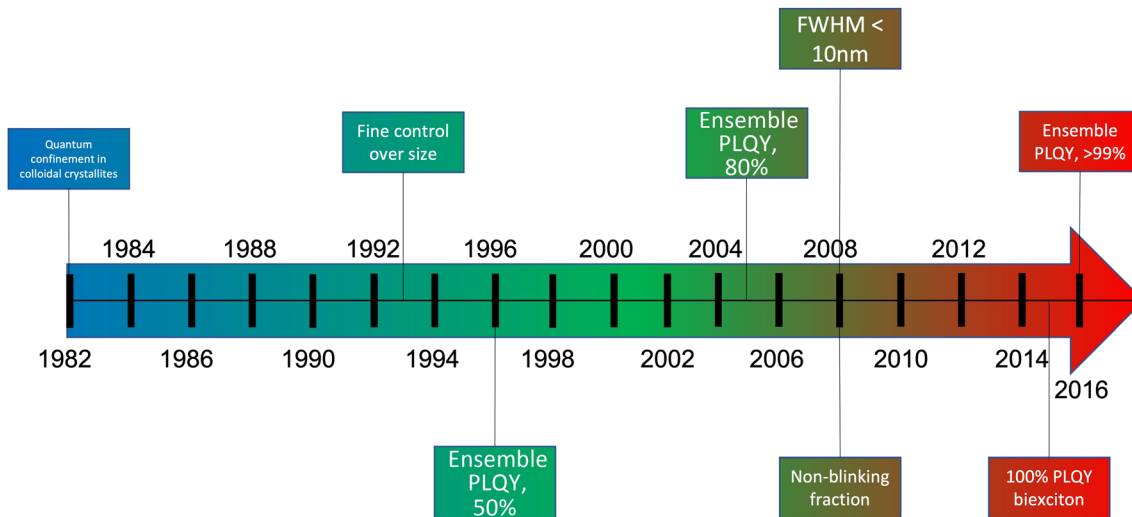 FWHM <
10nm
Quantum
confinement in
colloidal crystallites
Fine control
over size
Ensemble
PLQY,
80%
Ensemble
PLQY, >99%
1984
1988
1992
1996
2000
2004
2008
2012
1982
1986
1990
1994
1998
2002
2006
2010
2014
2016
Ensemble
PLQY,
50%
Non-blinking
fraction
100% PLQY
biexciton